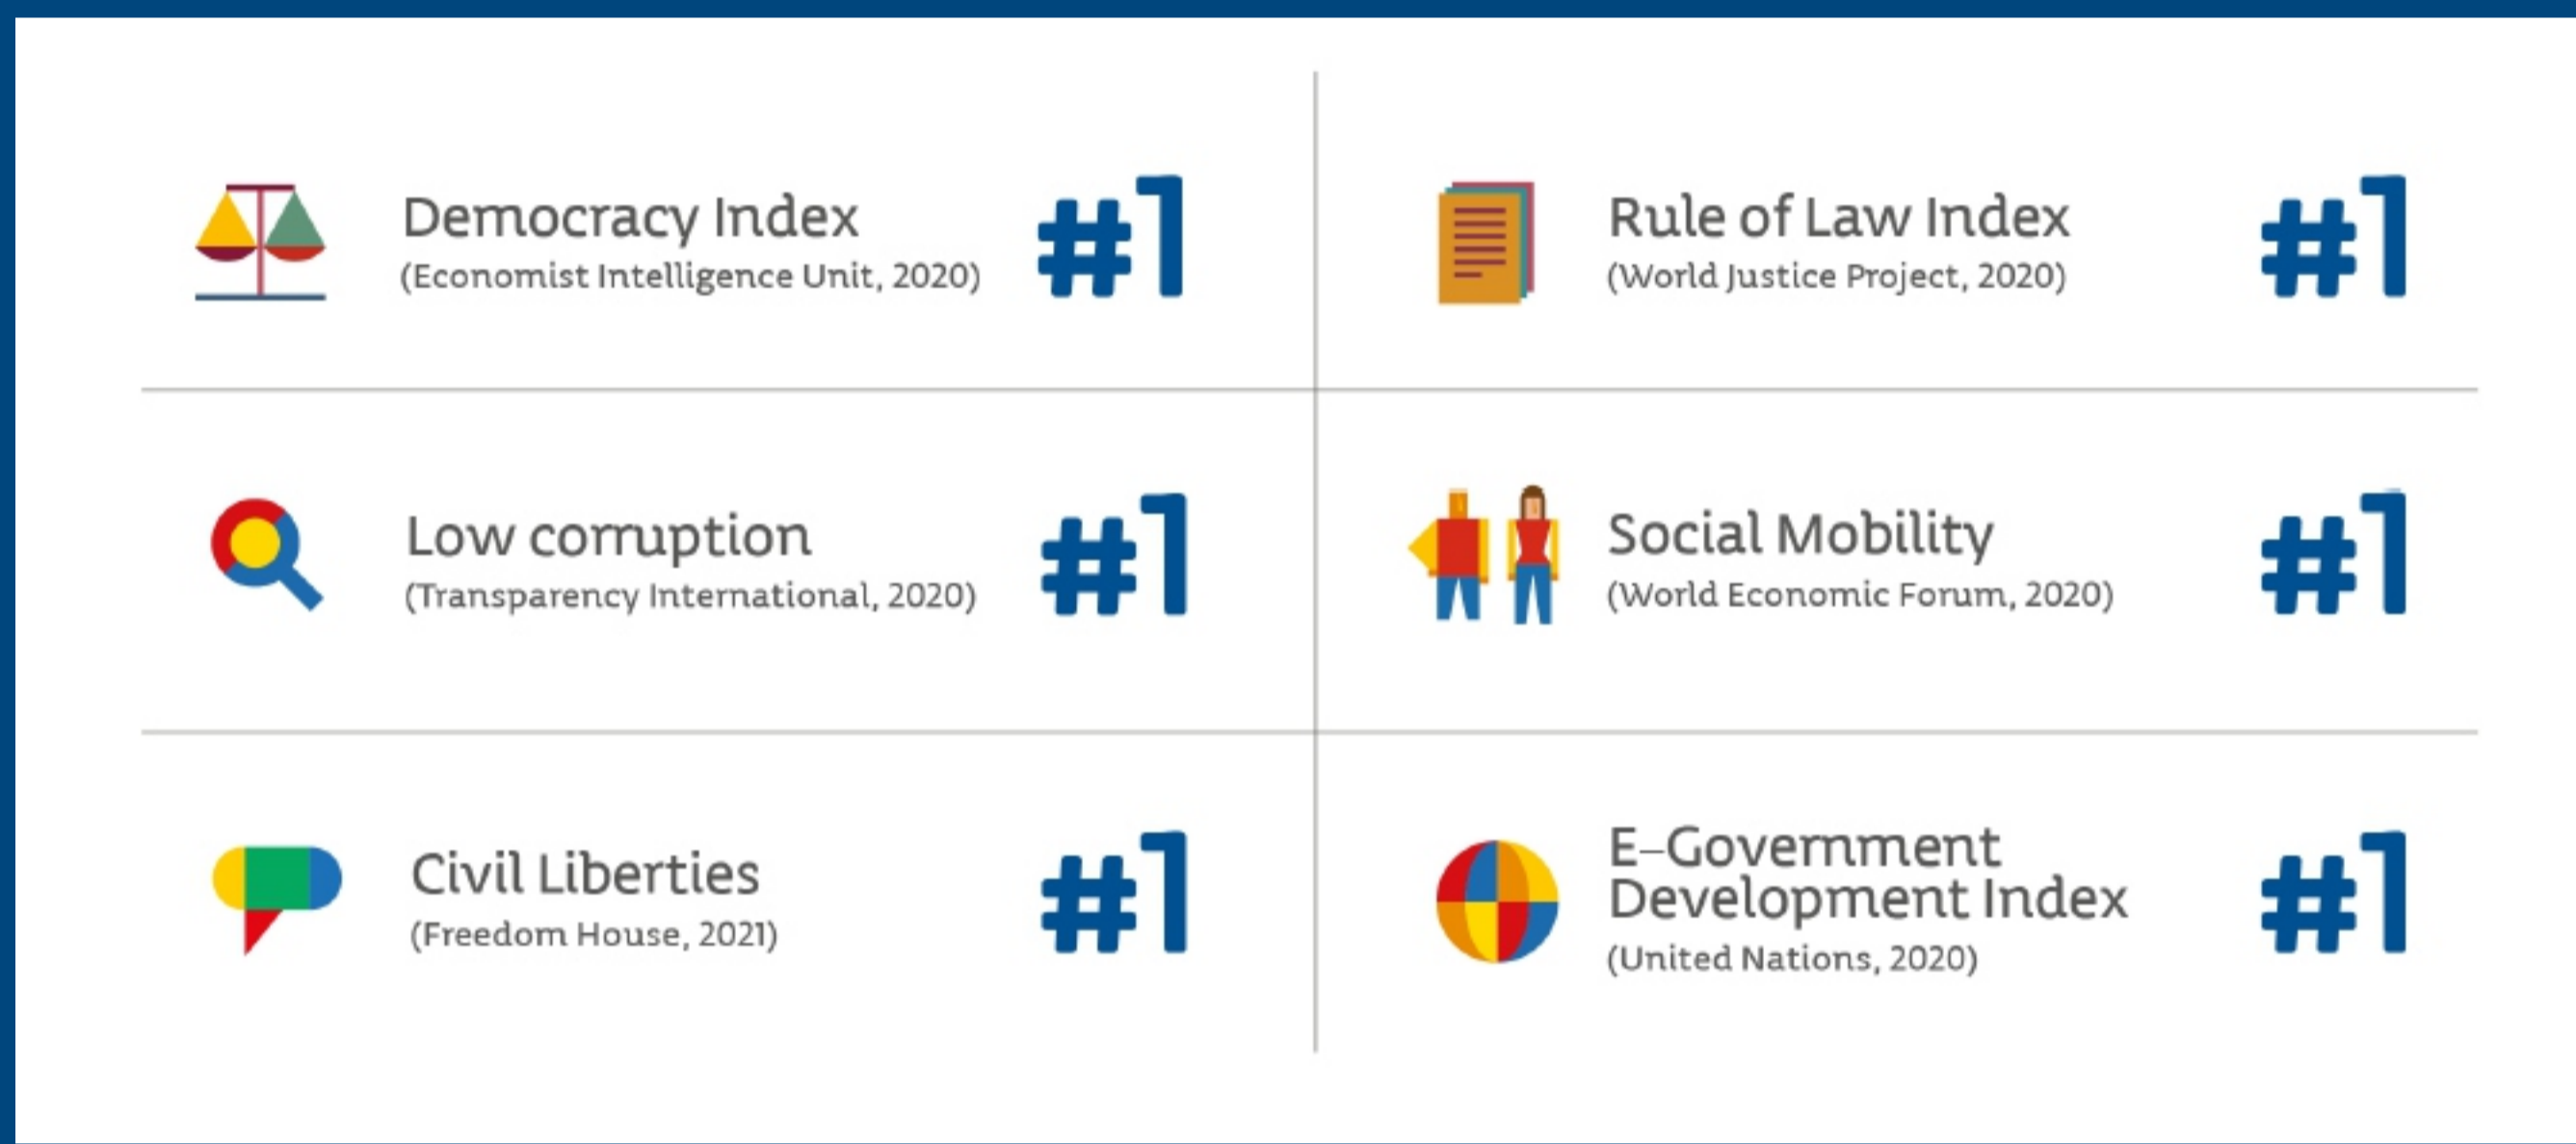 Democracy Index
(Economist Intelligence Unit, 2020)
#1
Rule of Law Index
(World Justice Project, 2020)
#1
Low corruption
(Transparency International, 2020)
#1
Social Mobility
(World Economic Forum, 2020)
#1
Civil Liberties
(Freedom House, 2021)
#1
E-Government
Development Index
(United Nations, 2020)
#1